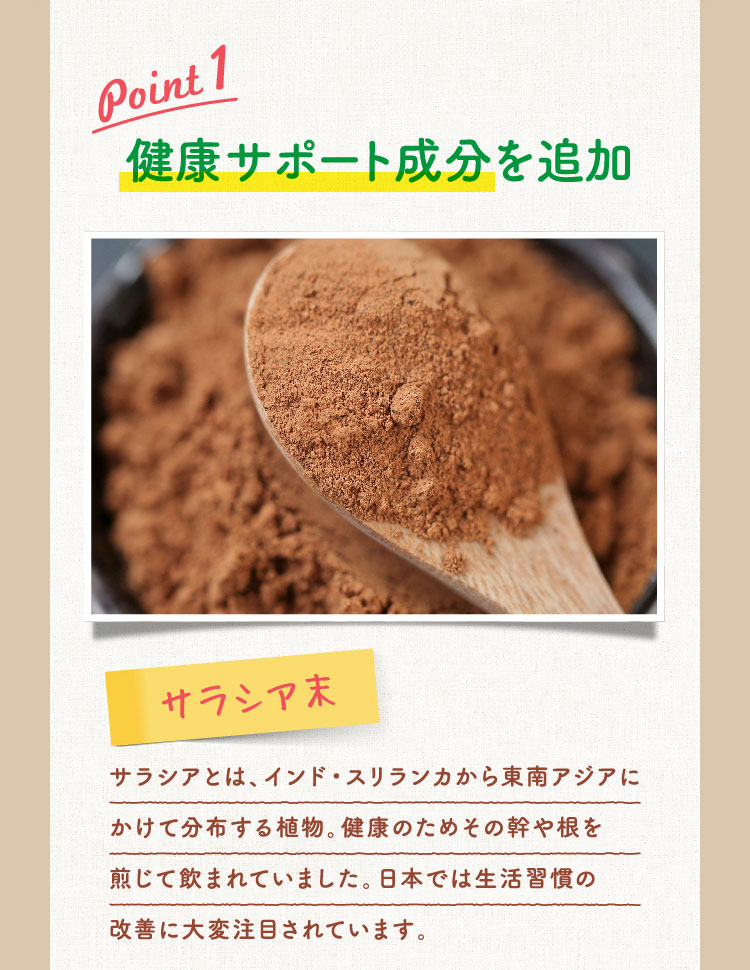 Point 1
健康サポート成分を追加
サラシア末
サラシアとは、インド・スリランカから東南アジアに
かけて分布する植物。健康のためその幹や根を
煎じて飲まれていました。日本では生活習慣の
改善に大変注目されています。